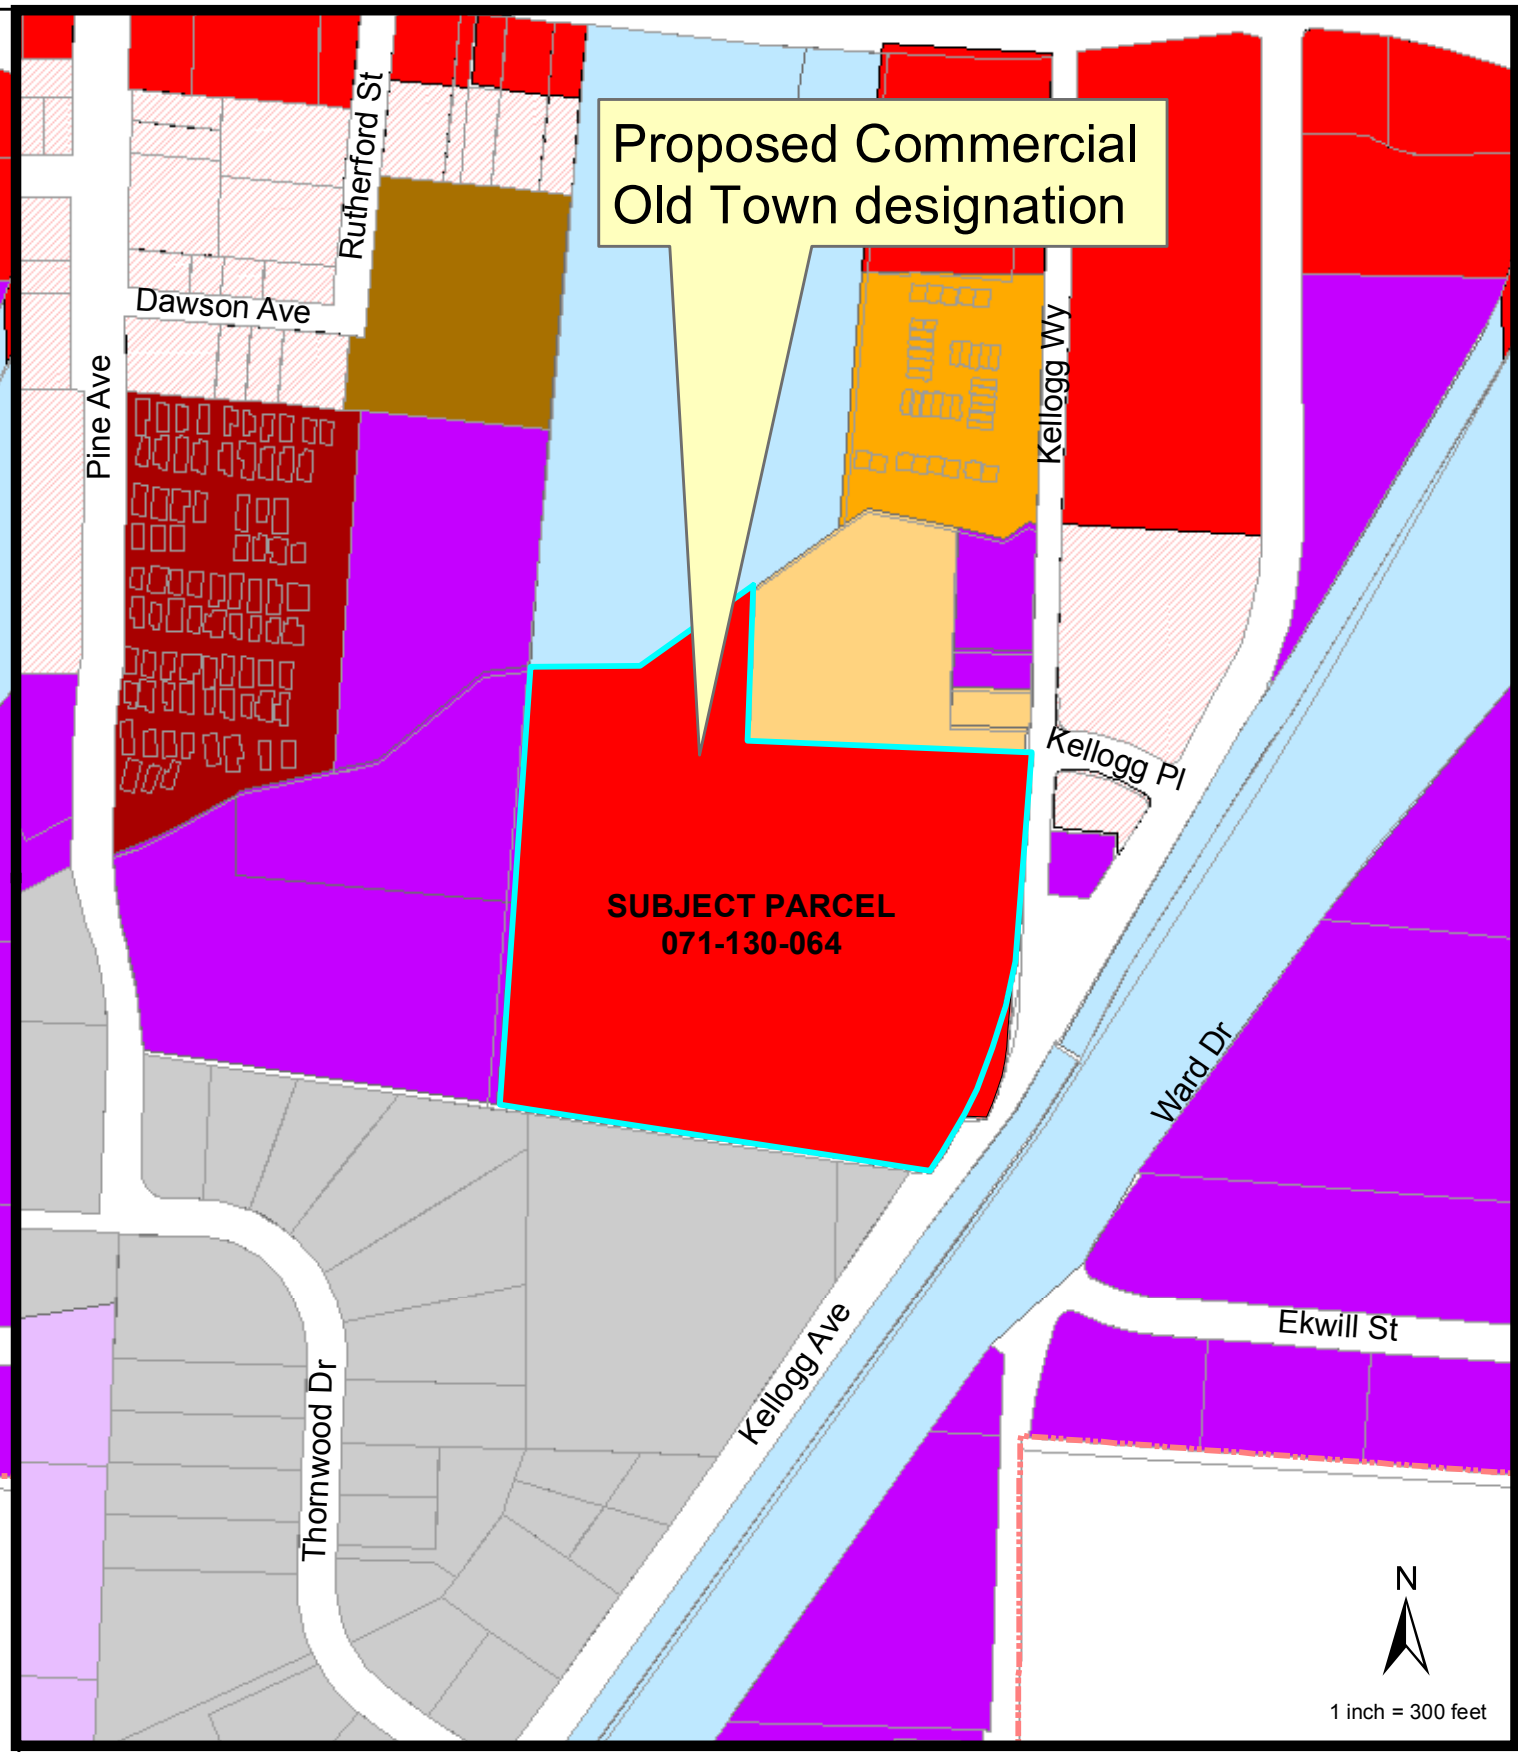 Rutherford St
Proposed Commercial
Old Town designation
Dawson Ave
Pine Ave
Kellogg Wy
Kellogg Pl
SUBJECT PARCEL
071-130-064
Ward Dr
Ekwill St
Kellogg Ave
Thornwood Dr
N
1 inch = 300 feet